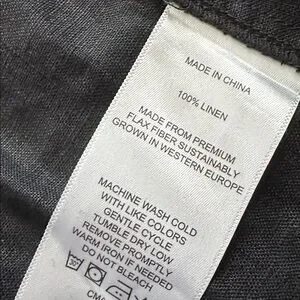 MADE IN CHINA
100% LINEN
MADE FROM PREMIUM
FLAX FIBER SUSTAINABLY
GROWN IN WESTERN EUROPE
MACHINE WASH COLD
WITH LIKE COLORS
GENTLE CYCLE
TUMBLE DRY LOW
REMOVE PROMPTLY
WARM IRON IF NEEDED
DO NOT BLEACH